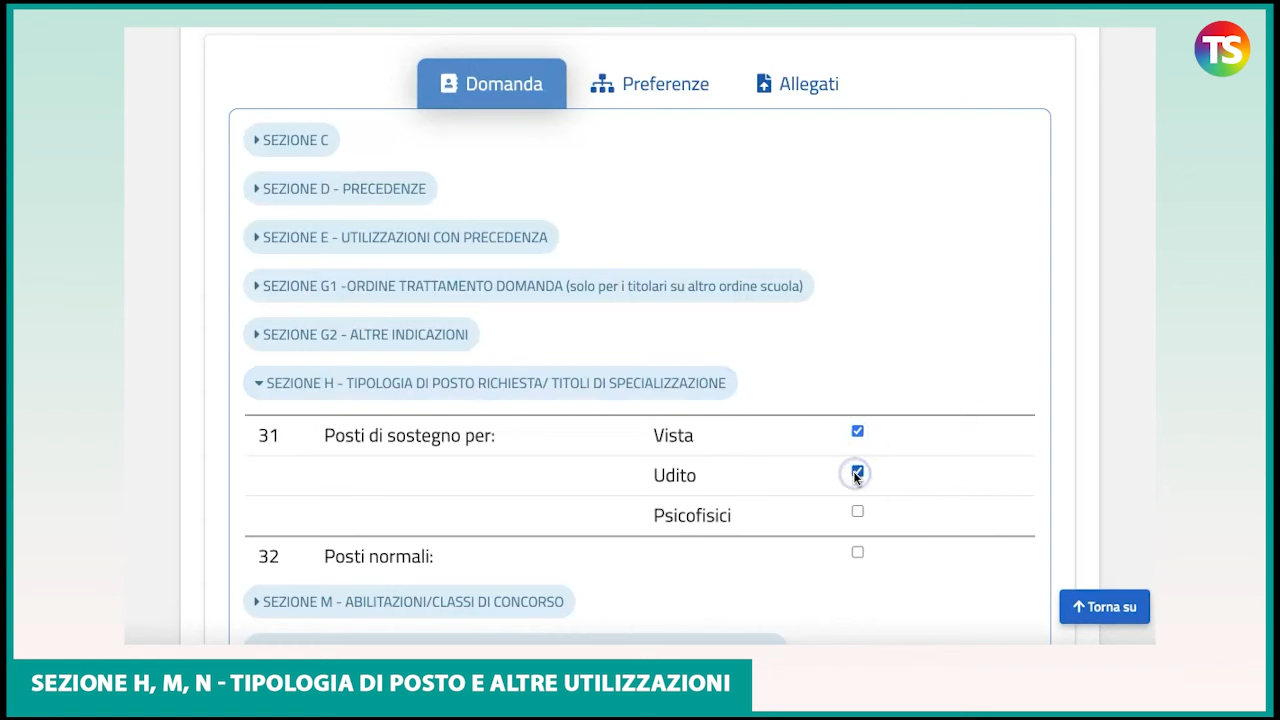 TS
Domanda
Preferenze
Allegati
SEZIONE C
SEZIONE D - PRECEDENZE
SEZIONE E - UTILIZZAZIONI CON PRECEDENZA
SEZIONE G1 -ORDINE TRATTAMENTO DOMANDA (solo per i titolari su altro ordine scuola)
SEZIONE G2 - ALTRE INDICAZIONI
SEZIONE H - TIPOLOGIA DI POSTO RICHIESTA/ TITOLI DI SPECIALIZZAZIONE
31 Posti di sostegno per: Vista
Udito
Psicofisici
32 Posti normali:
SEZIONE M - ABILITAZIONI/CLASSI DI CONCORSO
Torna su
SEZIONE H, M, N - TIPOLOGIA DI POSTO E ALTRE UTILIZZAZIONI